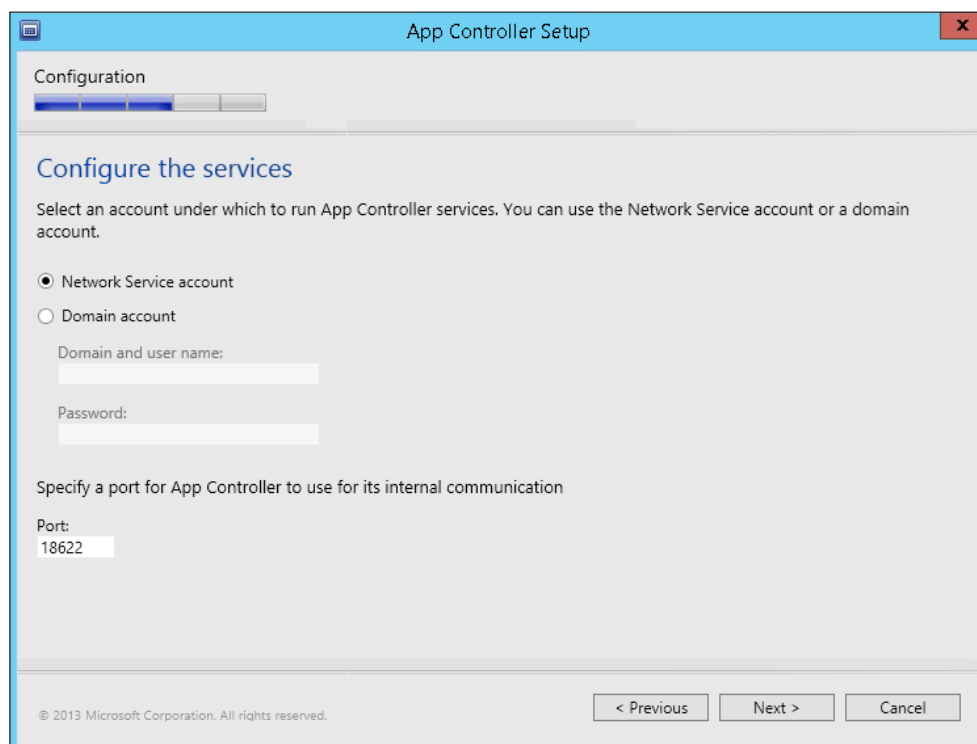 App Controller Setup
x
Configuration
Configure the services
Select an account under which to run App Controller services. You can use the Network Service account or a domain
account.
Network Service account
Domain account
Domain and user name:
Password:
Specify a port for App Controller to use for its internal communication
Port:
18622
© 2013 Microsoft Corporation. All rights reserved.
< Previous
Next >
Cancel